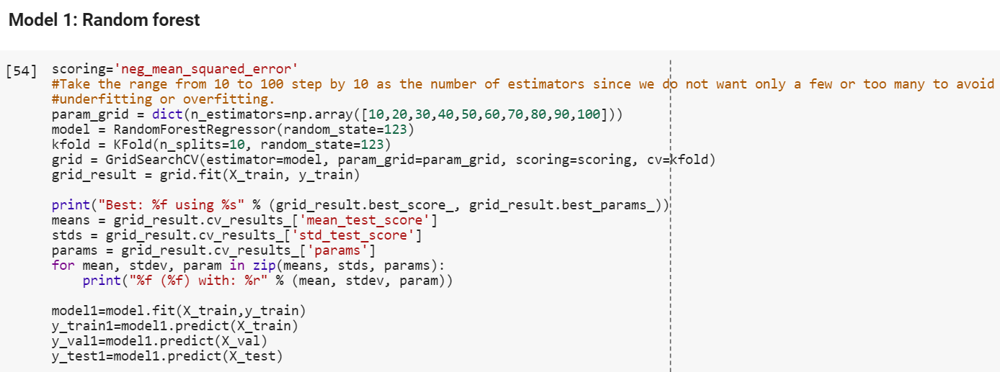 Model 1: Random forest
[54] scoring='neg_mean_squared_error'
#Take the range from 10 to 100 step by 10 as the number of estimators since we do not want only a few or too many to avoid
#underfitting or overfitting.
param_grid = dict(n_estimators=np.array([10,20,30,40,50,60,70,80,90,100]))
model = RandomForestRegressor(random_state=123)
kfold = KFold(n_splits=10, random_state=123)
grid = GridSearchCV(estimator=model, param_grid=param_grid, scoring=scoring, cv=kfold)
grid_result = grid.fit(X_train, y_train)

print("Best: %f using %s" % (grid_result.best_score_, grid_result.best_params_))
means = grid_result.cv_results_['mean_test_score']
stds = grid_result.cv_results_['std_test_score']
params = grid_result.cv_results_['params']
for mean, stdev, param in zip(means, stds, params):
    print("%f (%f) with: %r" % (mean, stdev, param))

model1=model.fit(X_train,y_train)
y_train1=model1.predict(X_train)
y_val1=model1.predict(X_val)
y_test1=model1.predict(X_test)